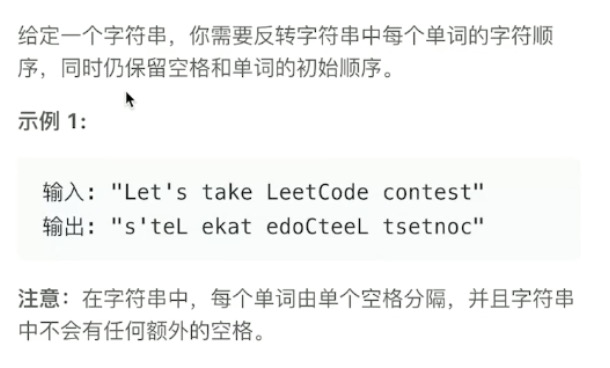 给定一个字符串，你需要反转字符串中每个单词的字符顺
序，同时仍保留空格和单词的初始顺序。
示例 1:
输入: "Let's take LeetCode contest"
输出: "s'teL ekat edoCteeL tsetnoc"
注意：在字符串中，每个单词由单个空格分隔，并且字符串
中不会有任何额外的空格。